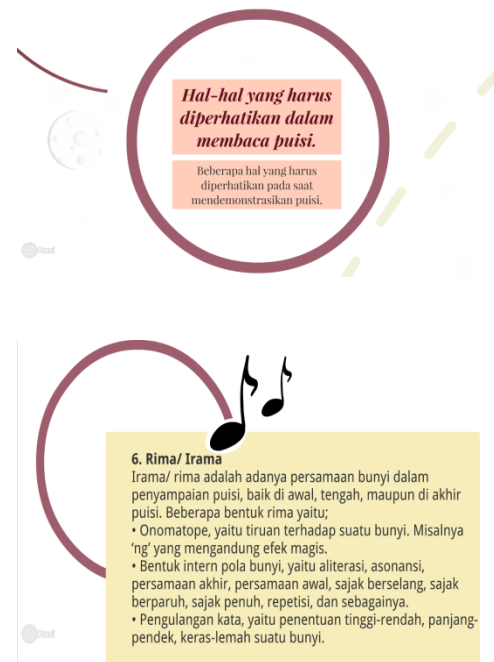 Hal-hal yang harus
diperhatikan dalam
membaca puisi.
Beberapa hal yang harus
diperhatikan pada saat
mendemonstrasikan puisi.
Prezi
6. Rima/ Irama
Irama/ rima adalah adanya persamaan bunyi dalam
penyampaian puisi, baik di awal, tengah, maupun di akhir
puisi. Beberapa bentuk rima yaitu;
• Onomatope, yaitu tiruan terhadap suatu bunyi. Misalnya
‘ng’ yang mengandung efek magis.
• Bentuk intern pola bunyi, yaitu aliterasi, asonansi,
persamaan akhir, persamaan awal, sajak berselang, sajak
berparuh, sajak penuh, repetisi, dan sebagainya.
• Pengulangan kata, yaitu penentuan tinggi-rendah, panjang-
pendek, keras-lemah suatu bunyi.
Prezi